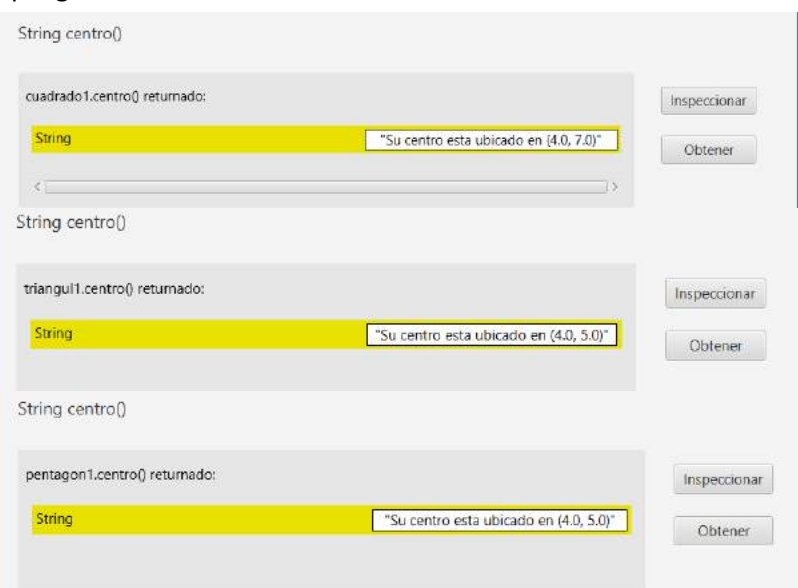 String centro()
cuadrado1.centro() returnado:
Inspeccionar
String "Su centro esta ubicado en (4.0, 7.0)"
Obtener
String centro()
triangul1.centro() returnado:
Inspeccionar
String "Su centro esta ubicado en (4.0, 5.0)"
Obtener
String centro()
pentagon1.centro() returnado:
Inspeccionar
String "Su centro esta ubicado en (4.0, 5.0)"
Obtener